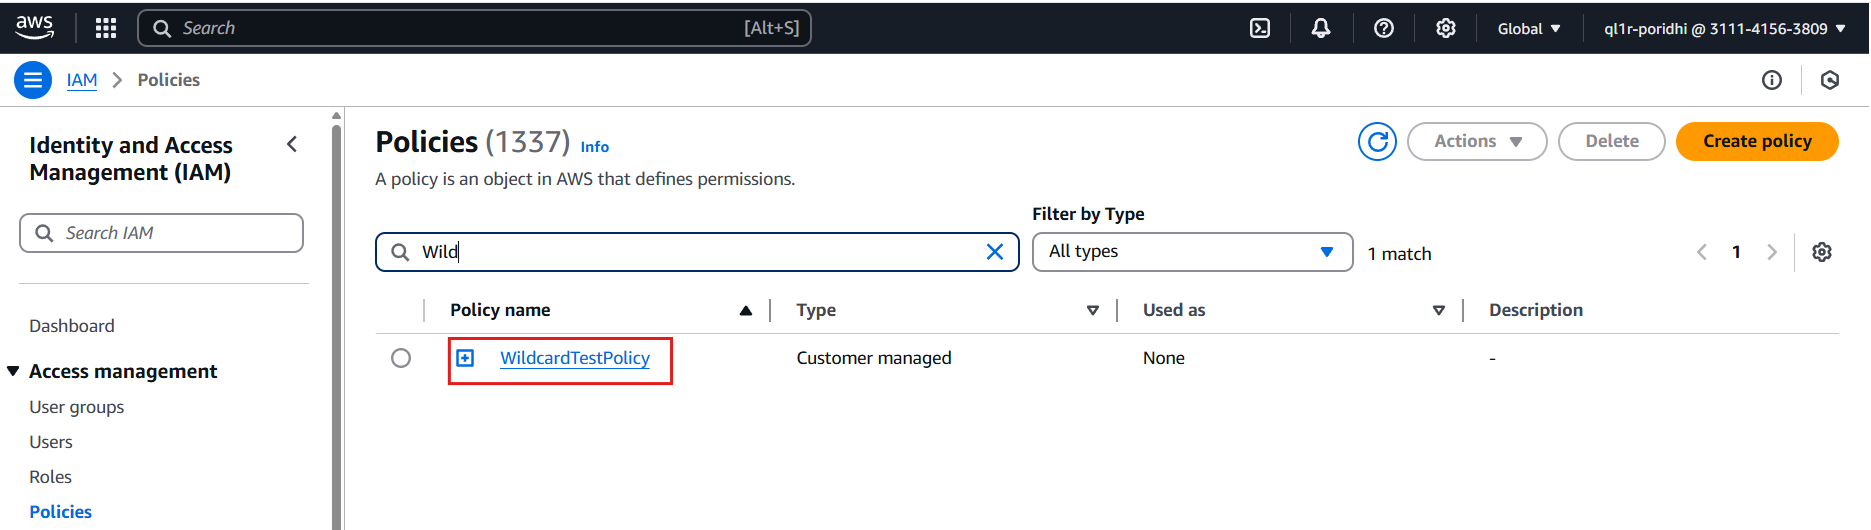 aws
Search [Alt+S] Global ql1r-poridhi @ 3111-4156-3809
IAM Policies
Identity and Access Management (IAM)
Search IAM
Dashboard
Access management
User groups
Users
Roles
Policies
Policies (1337) Info
Actions Delete Create policy
A policy is an object in AWS that defines permissions.
Filter by Type
Wild All types 1 match 1
Policy name Type Used as Description
WildcardTestPolicy Customer managed None -